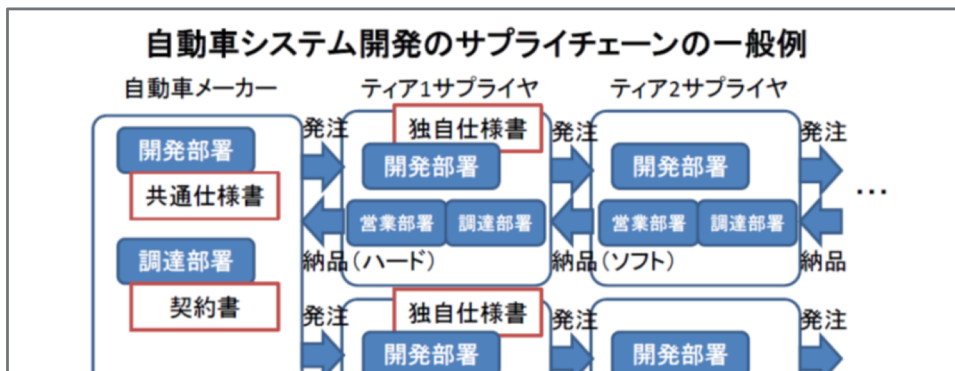 自動車システム開発のサプライチェーンの一般例
自動車メーカー
ティア1サプライヤ
ティア2サプライヤ
開発部署
共通仕様書
調達部署
契約書
発注
独自仕様書
開発部署
営業部署
調達部署
納品
(ハード)
発注
開発部署
営業部署
調達部署
納品
(ソフト)
発注
…
納品
発注
独自仕様書
開発部署
発注
開発部署
発注